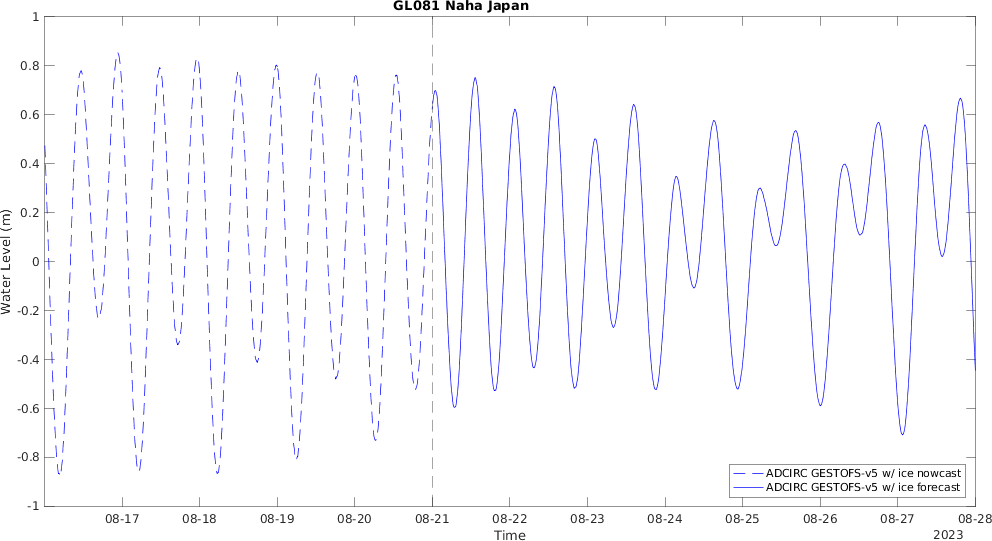 GL081 Naha Japan
1
0.8
0.6
0.4
0.2
0
-0.2
-0.4
-0.6
-0.8
-1
Water Level (m)
ADCIRC GESTOFS-v5 w/ ice nowcast
ADCIRC GESTOFS-v5 w/ ice forecast
08-17 08-18 08-19 08-20 08-21 08-22 08-23 08-24 08-25 08-26 08-27 08-28
Time
2023